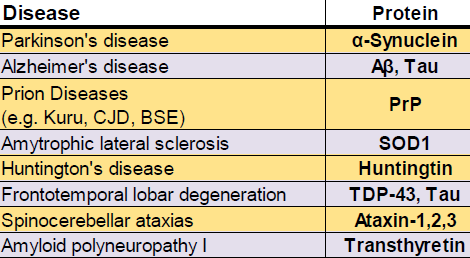 Disease Protein
Parkinson's disease α-Synuclein
Alzheimer's disease Aβ, Tau
Prion Diseases
(e.g. Kuru, CJD, BSE) PrP
Amytrophic lateral sclerosis SOD1
Huntington's disease Huntingtin
Frontotemporal lobar degeneration TDP-43, Tau
Spinocerebellar ataxias Ataxin-1,2,3
Amyloid polyneuropathy I Transthyretin